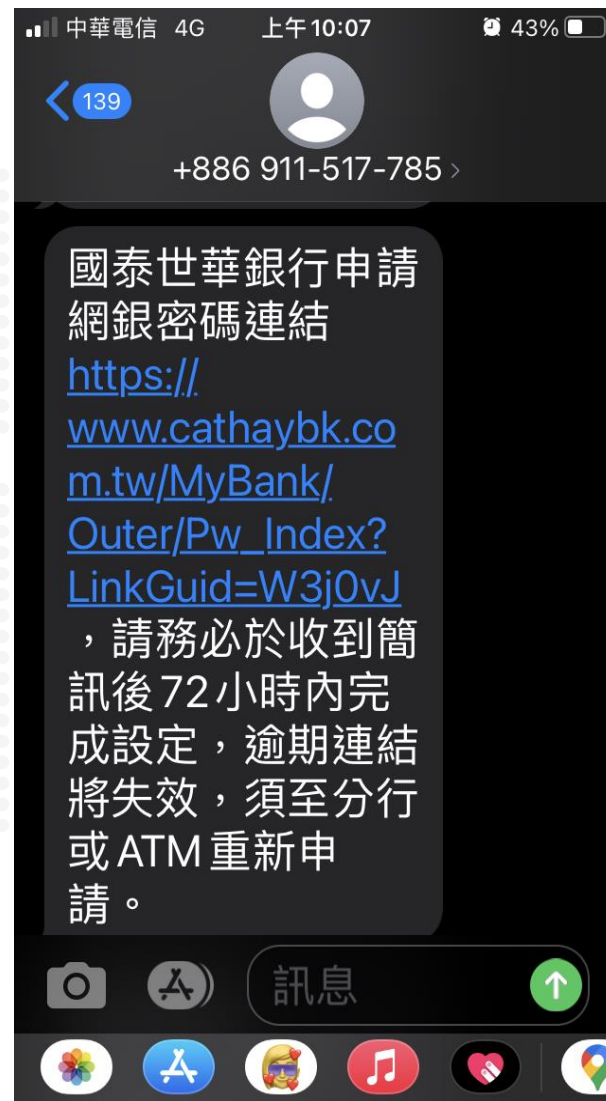 中華電信 4G 上午10:07 43%
139
+886 911-517-785
國泰世華銀行申請
網銀密碼連結
https://
www.cathaybk.co
m.tw/MyBank/
Outer/Pw_Index?
LinkGuid=W3j0vJ
，請務必於收到簡
訊後72小時內完
成設定，逾期連結
將失效，須至分行
或ATM重新申
請。
訊息